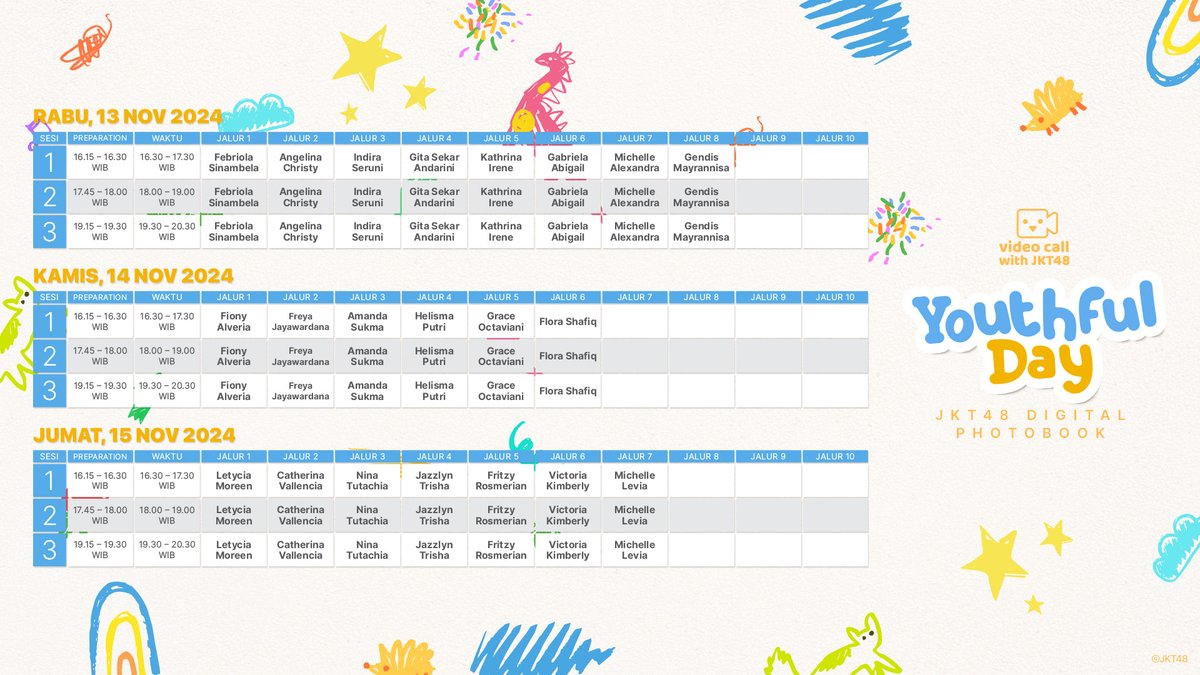 RABU, 13 NOV 2024
SESI PREPARATION WAKTU JALUR 1 JALUR 2 JALUR 3 JALUR 4 JALUR 5 JALUR 6 JALUR 7 JALUR 8 JALUR 9 JALUR 10
1 16.15 – 16.30 WIB 16.30 – 17.30 WIB Febriola Sinambela Angelina Christy Indira Seruni Gita Sekar Andarini Kathrina Irene Gabriela Abigail Michelle Alexandra Gendis Mayrannisa
2 17.45 – 18.00 WIB 18.00 – 19.00 WIB Febriola Sinambela Angelina Christy Indira Seruni Gita Sekar Andarini Kathrina Irene Gabriela Abigail Michelle Alexandra Gendis Mayrannisa
3 19.15 – 19.30 WIB 19.30 – 20.30 WIB Febriola Sinambela Angelina Christy Indira Seruni Gita Sekar Andarini Kathrina Irene Gabriela Abigail Michelle Alexandra Gendis Mayrannisa
KAMIS, 14 NOV 2024
SESI PREPARATION WAKTU JALUR 1 JALUR 2 JALUR 3 JALUR 4 JALUR 5 JALUR 6 JALUR 7 JALUR 8 JALUR 9 JALUR 10
1 16.15 – 16.30 WIB 16.30 – 17.30 WIB Fiony Alveria Freya Jayawardana Amanda Sukma Helisma Putri Grace Octaviani Flora Shafiq
2 17.45 – 18.00 WIB 18.00 – 19.00 WIB Fiony Alveria Freya Jayawardana Amanda Sukma Helisma Putri Grace Octaviani Flora Shafiq
3 19.15 – 19.30 WIB 19.30 – 20.30 WIB Fiony Alveria Freya Jayawardana Amanda Sukma Helisma Putri Grace Octaviani Flora Shafiq
JUMAT, 15 NOV 2024
SESI PREPARATION WAKTU JALUR 1 JALUR 2 JALUR 3 JALUR 4 JALUR 5 JALUR 6 JALUR 7 JALUR 8 JALUR 9 JALUR 10
1 16.15 – 16.30 WIB 16.30 – 17.30 WIB Letycia Moreen Catherina Vallencia Nina Tutachia Jazzlyn Trisha Fritzy Rosmerian Victoria Kimberly Michelle Levia
2 17.45 – 18.00 WIB 18.00 – 19.00 WIB Letycia Moreen Catherina Vallencia Nina Tutachia Jazzlyn Trisha Fritzy Rosmerian Victoria Kimberly Michelle Levia
3 19.15 – 19.30 WIB 19.30 – 20.30 WIB Letycia Moreen Catherina Vallencia Nina Tutachia Jazzlyn Trisha Fritzy Rosmerian Victoria Kimberly Michelle Levia
video call
with JKT48
Youthful
Day
JKT48 DIGITAL
PHOTOBOOK
©JKT48